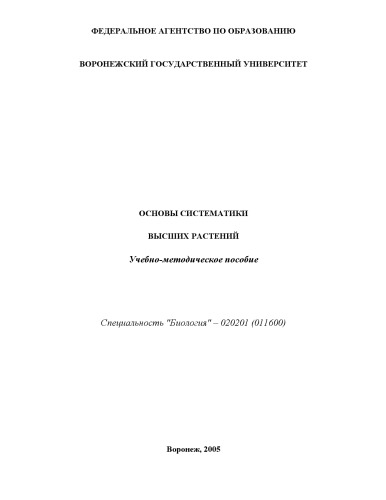 ФЕДЕРАЛЬНОЕ АГЕНТСТВО ПО ОБРАЗОВАНИЮ
ВОРОНЕЖСКИЙ ГОСУДАРСТВЕННЫЙ УНИВЕРСИТЕТ
ОСНОВЫ СИСТЕМАТИКИ
ВЫСШИХ РАСТЕНИЙ
Учебно-методическое пособие
Специальность "Биология" – 020201 (011600)
Воронеж, 2005